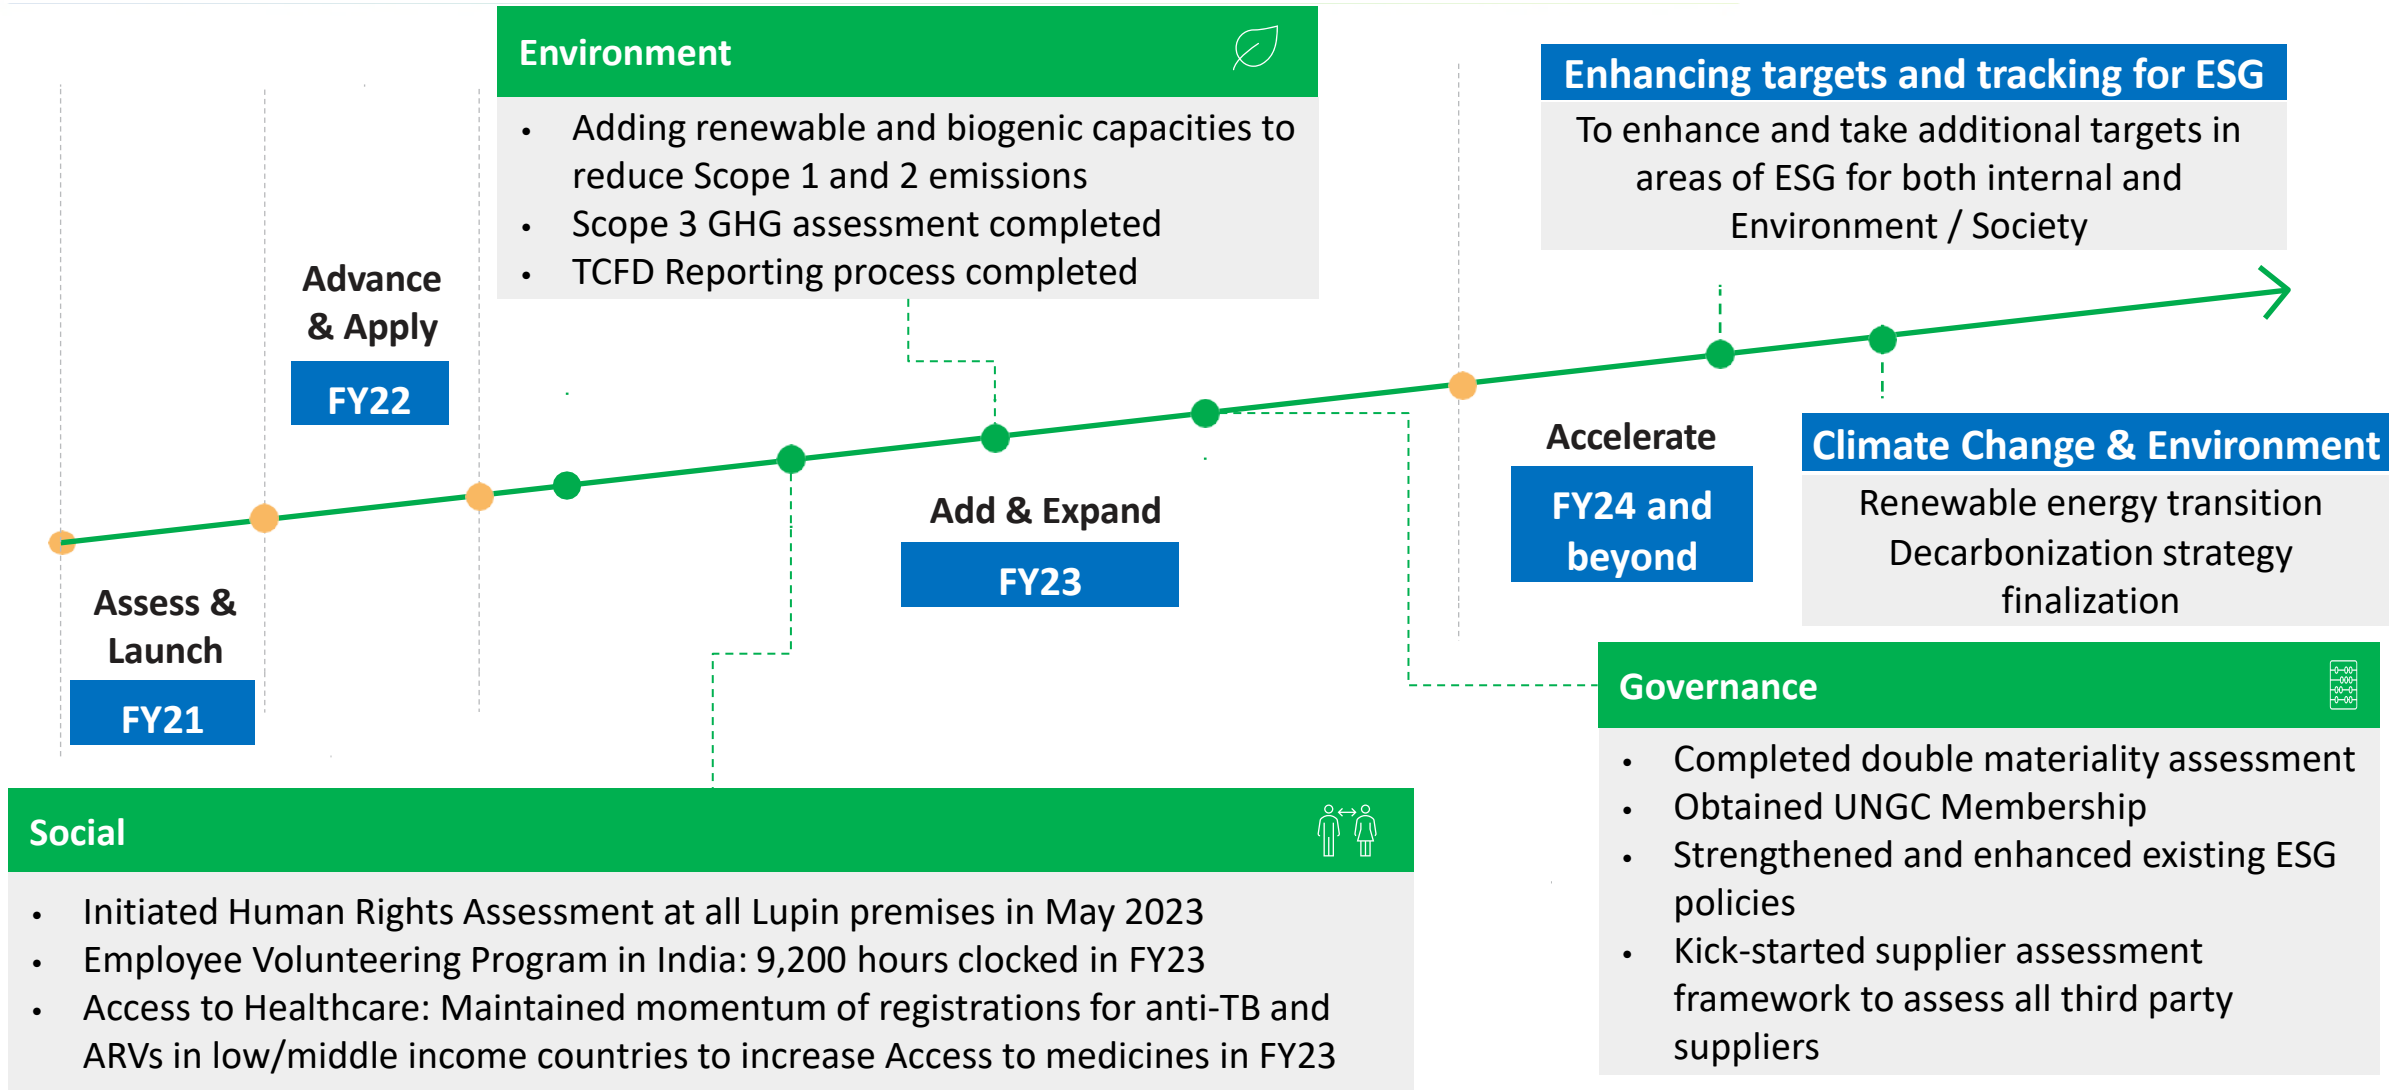 Environment
• Adding renewable and biogenic capacities to
reduce Scope 1 and 2 emissions
• Scope 3 GHG assessment completed
• TCFD Reporting process completed
Enhancing targets and tracking for ESG
To enhance and take additional targets in
areas of ESG for both internal and
Environment / Society
Advance
& Apply
FY22
Assess &
Launch
FY21
Add & Expand
FY23
Accelerate
FY24 and
beyond
Climate Change & Environment
Renewable energy transition
Decarbonization strategy
finalization
Social
• Initiated Human Rights Assessment at all Lupin premises in May 2023
• Employee Volunteering Program in India: 9,200 hours clocked in FY23
• Access to Healthcare: Maintained momentum of registrations for anti-TB and
ARVs in low/middle income countries to increase Access to medicines in FY23
Governance
• Completed double materiality assessment
• Obtained UNGC Membership
• Strengthened and enhanced existing ESG
policies
• Kick-started supplier assessment
framework to assess all third party
suppliers